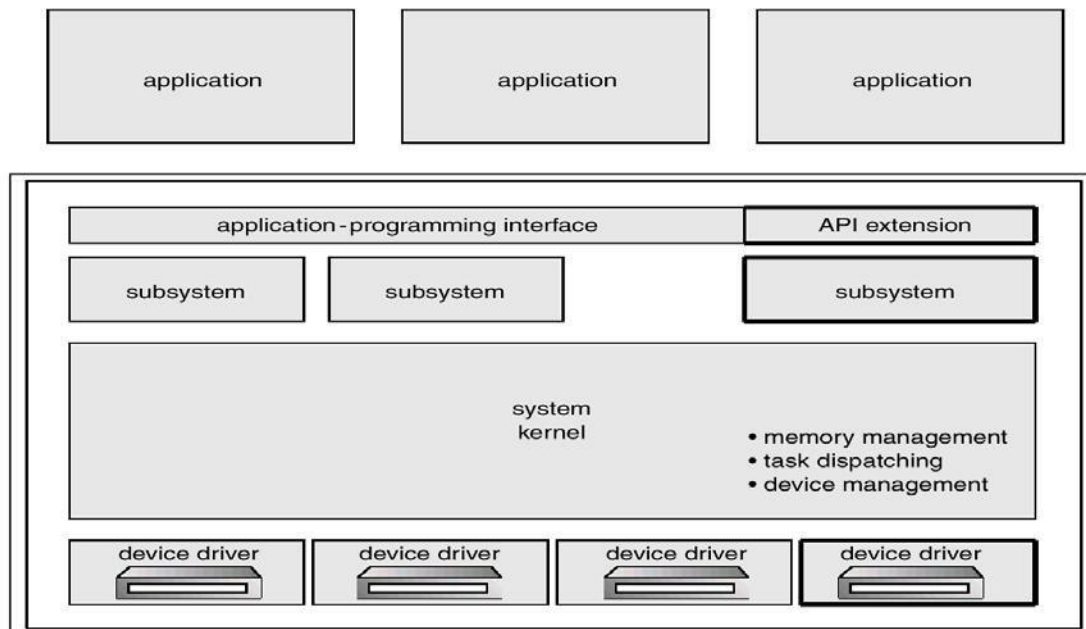 application
application
application
application-programming interface
API extension
subsystem
subsystem
subsystem
system
kernel
• memory management
• task dispatching
• device management
device driver
device driver
device driver
device driver